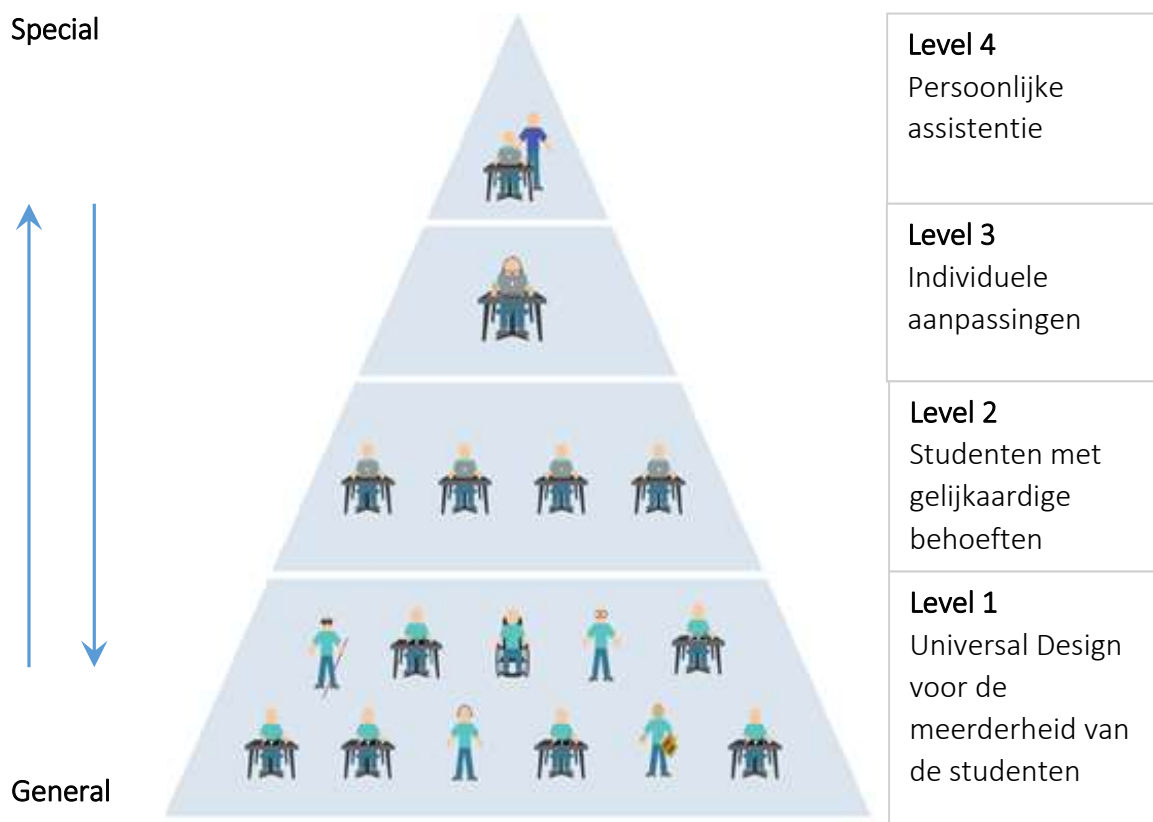 Special
Level 4
Persoonlijke
assistentie
Level 3
Individuele
aanpassingen
Level 2
Studenten met
gelijkaardige
behoeften
Level 1
Universal Design
voor de
meerderheid van
de studenten
General